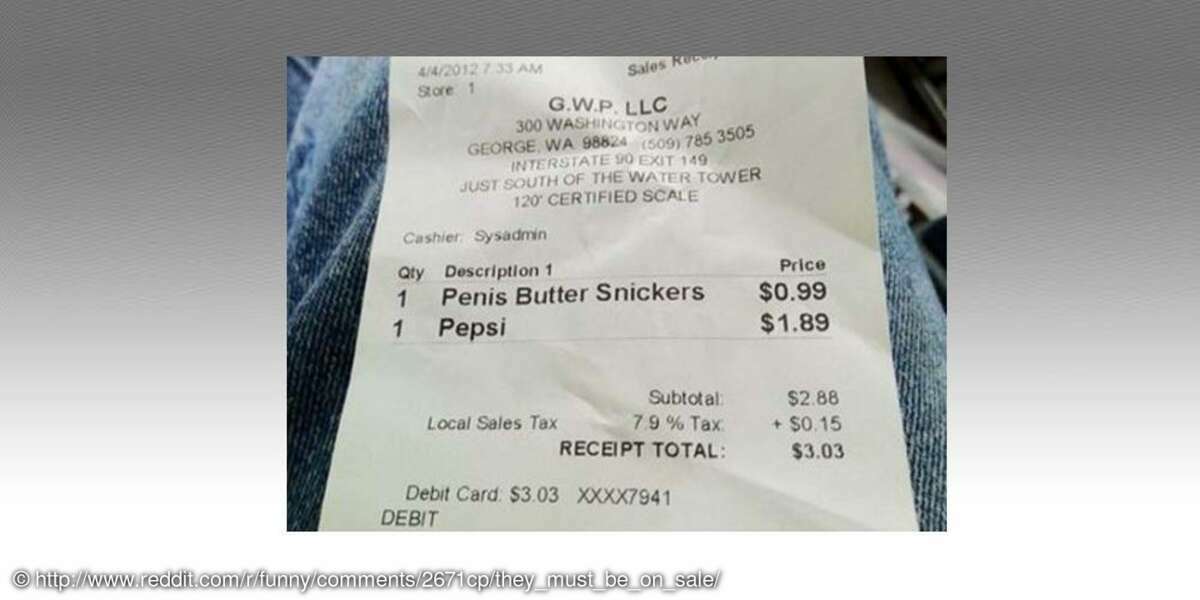 4/4/2012 7:33 AM
Sales
Store: 1
G.W.P. LLC
300 WASHINGTON WAY
GEORGE, WA 98824 (509) 785 3505
INTERSTATE 90 EXIT 149
JUST SOUTH OF THE WATER TOWER
120' CERTIFIED SCALE
Cashier: Sysadmin
Qty Description 1 Price
1 Penis Butter Snickers $0.99
1 Pepsi $1.89
Subtotal: $2.88
Local Sales Tax 7.9 % Tax: + $0.15
RECEIPT TOTAL: $3.03
Debit Card: $3.03 XXXX7941
DEBIT
© http://www.reddit.com/r/funny/comments/2671cp/they_must_be_on_sale/